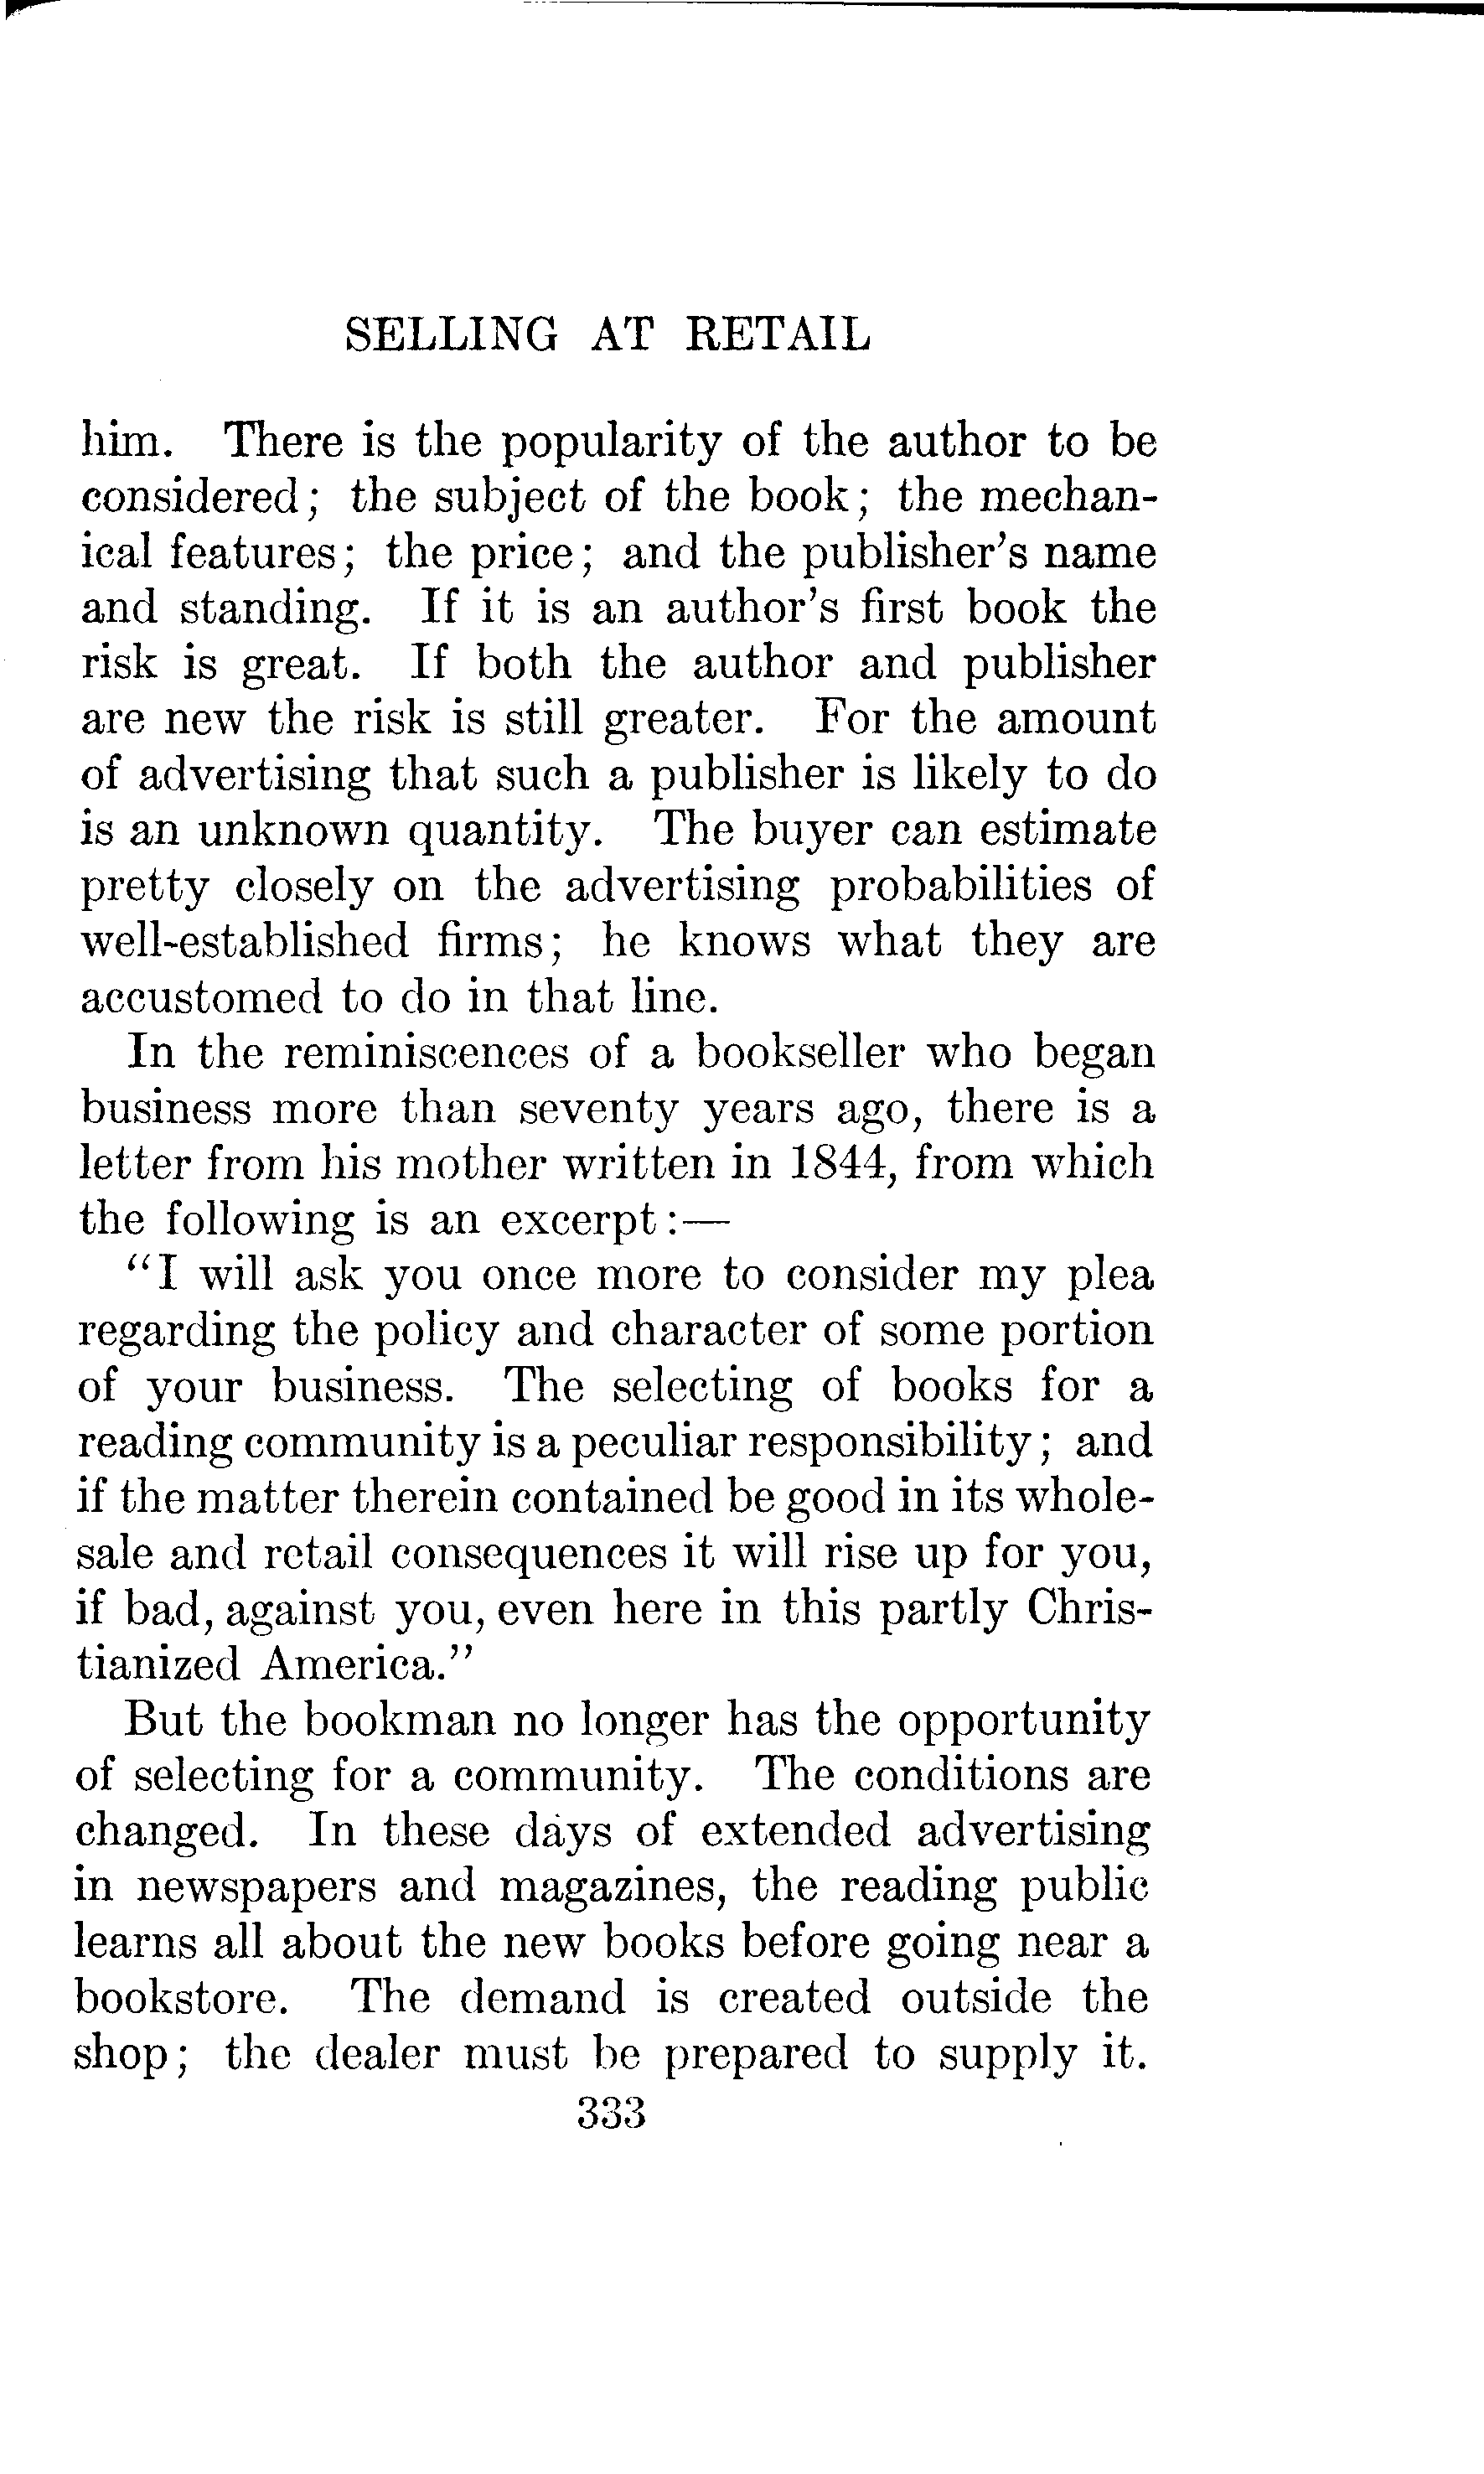 SELLING AT RETAIL
him. There is the popularity of the author to be
considered; the subject of the book; the mechan-
ical features; the price; and the publisher's name
and standing. If it is an author's first book the
risk is great. If both the author and publisher
are new the risk is still greater. For the amount
of advertising that such a publisher is likely to do
is an unknown quantity. The buyer can estimate
pretty closely on the advertising probabilities of
well-established firms; he knows what they are
accustomed to do in that line.
In the reminiscences of a bookseller who began
business more than seventy years ago, there is a
letter from his mother written in 1844, from which
the following is an excerpt:—
"I will ask you once more to consider my plea
regarding the policy and character of some portion
of your business. The selecting of books for a
reading community is a peculiar responsibility; and
if the matter therein contained be good in its whole-
sale and retail consequences it will rise up for you,
if bad, against you, even here in this partly Chris-
tianized America."
But the bookman no longer has the opportunity
of selecting for a community. The conditions are
changed. In these days of extended advertising
in newspapers and magazines, the reading public
learns all about the new books before going near a
bookstore. The demand is created outside the
shop; the dealer must be prepared to supply it.
333